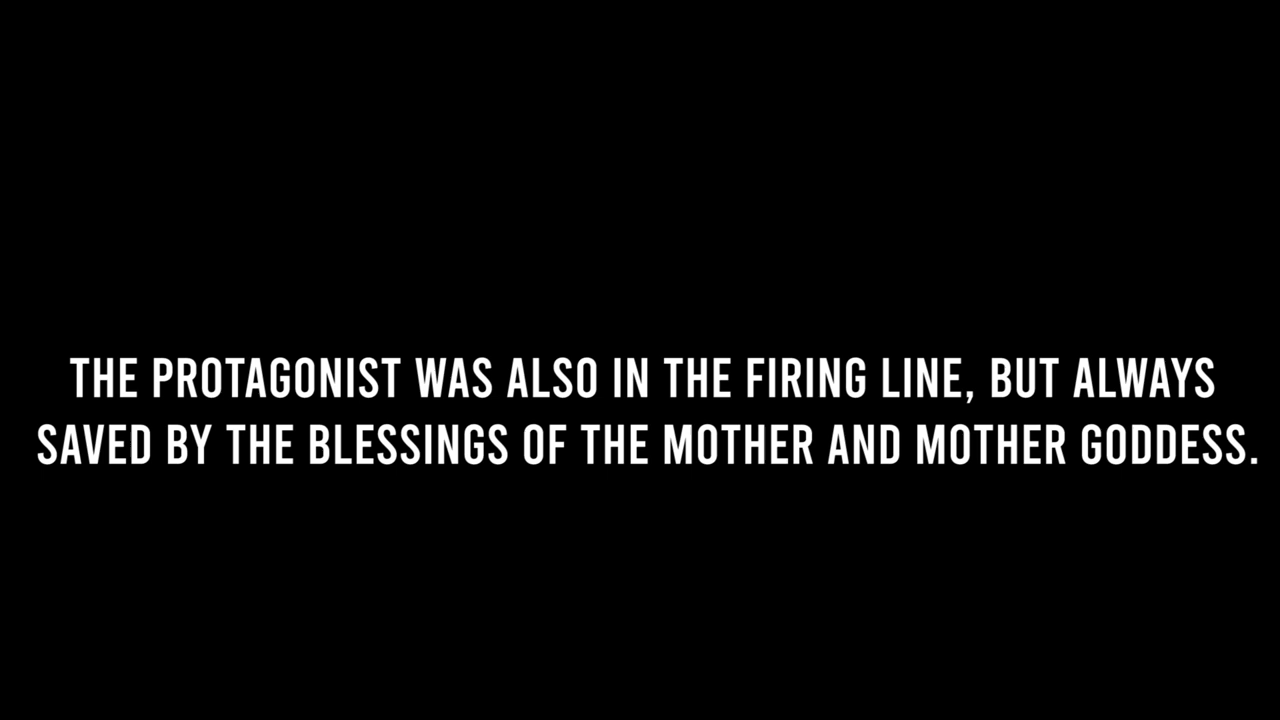 THE PROTAGONIST WAS ALSO IN THE FIRING LINE, BUT ALWAYS
SAVED BY THE BLESSINGS OF THE MOTHER AND MOTHER GODDESS.